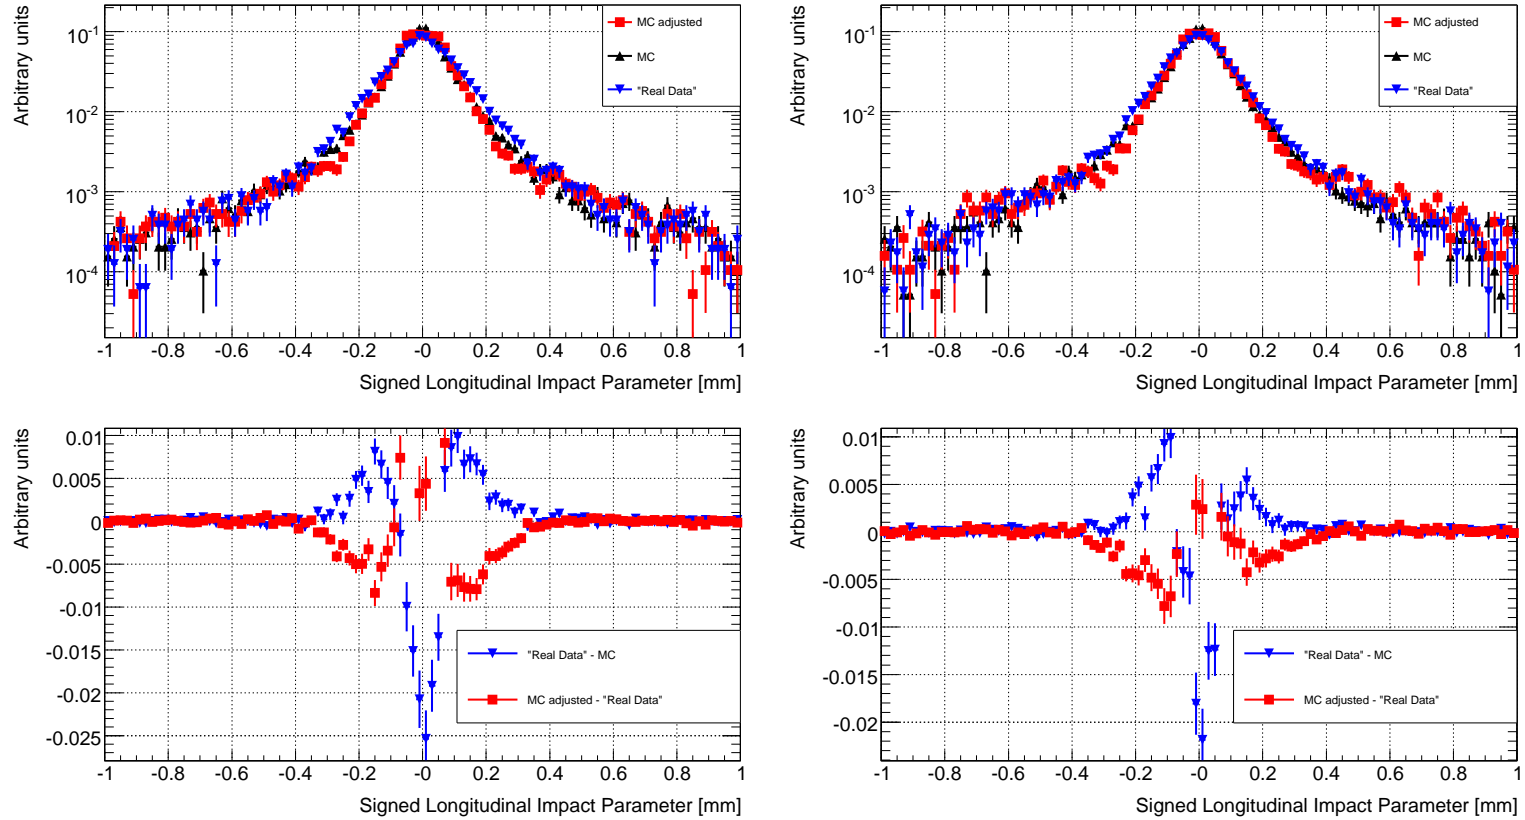 Arbitrary units
10⁻¹
10⁻²
10⁻³
10⁻⁴
MC adjusted
MC
"Real Data"
-1 -0.8 -0.6 -0.4 -0.2 -0 0.2 0.4 0.6 0.8 1
Signed Longitudinal Impact Parameter [mm]
Arbitrary units
10⁻¹
10⁻²
10⁻³
10⁻⁴
MC adjusted
MC
"Real Data"
-1 -0.8 -0.6 -0.4 -0.2 -0 0.2 0.4 0.6 0.8 1
Signed Longitudinal Impact Parameter [mm]
Arbitrary units
0.01
0.005
0
-0.005
-0.01
-0.015
-0.02
-0.025
"Real Data" - MC
MC adjusted - "Real Data"
-1 -0.8 -0.6 -0.4 -0.2 -0 0.2 0.4 0.6 0.8 1
Signed Longitudinal Impact Parameter [mm]
Arbitrary units
0.01
0.005
0
-0.005
-0.01
-0.015
-0.02
"Real Data" - MC
MC adjusted - "Real Data"
-1 -0.8 -0.6 -0.4 -0.2 -0 0.2 0.4 0.6 0.8 1
Signed Longitudinal Impact Parameter [mm]